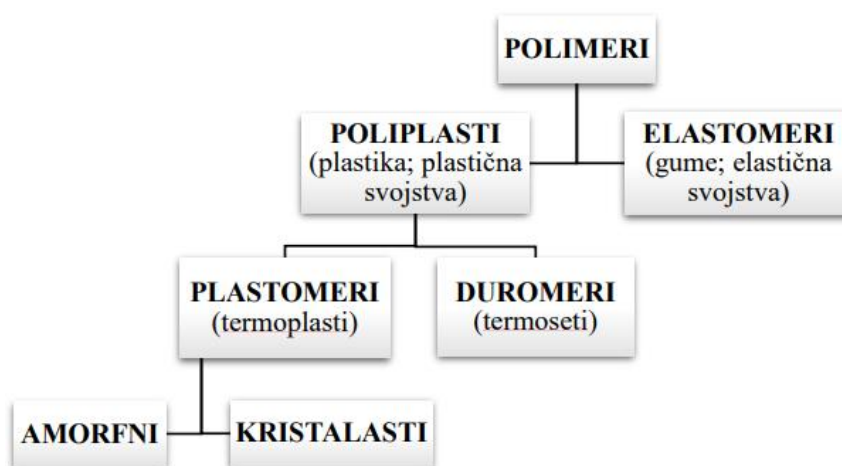 POLIMERI
POLIPLASTI
(plastika; plastična
svojstva)
ELASTOMERI
(gume; elastična
svojstva)
PLASTOMERI
(termoplasti)
DUROMERI
(termoseti)
AMORFNI
KRISTALASTI